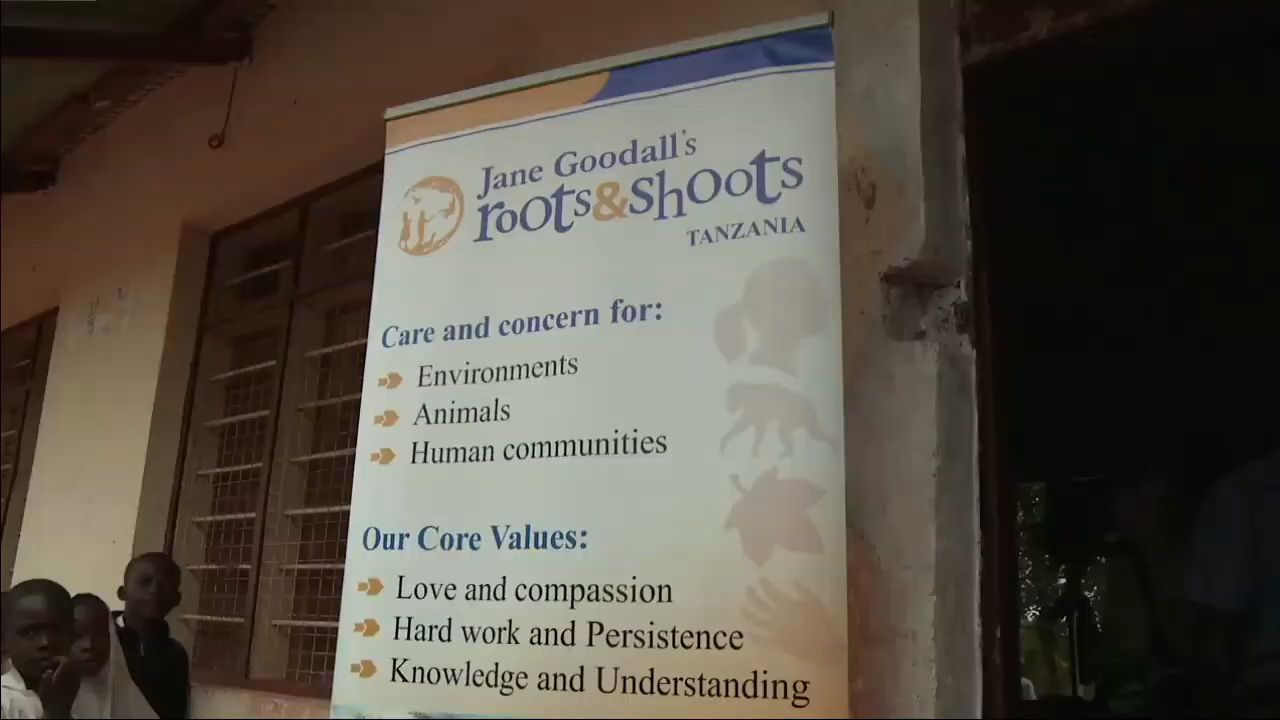 Jane Goodall's
roots&shoots
TANZANIA
Care and concern for:
Environments
Animals
Human communities
Our Core Values:
Love and compassion
Hard work and Persistence
Knowledge and Understanding